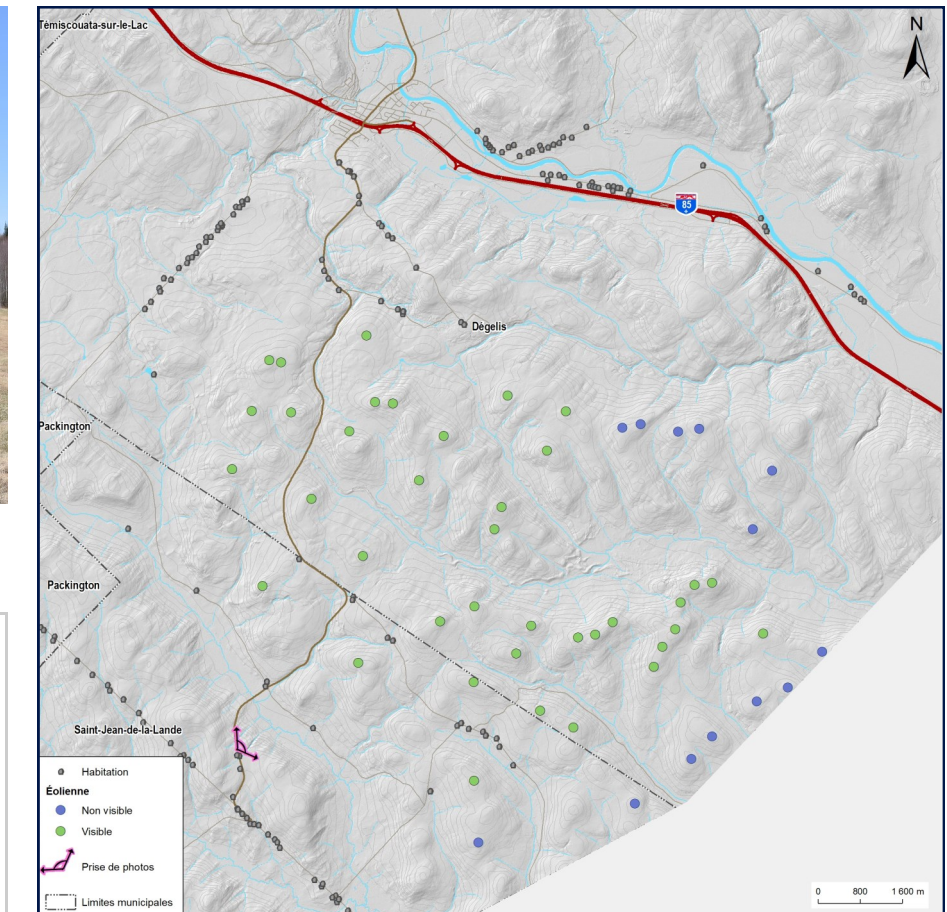 Témiscouata-sur-le-Lac
N
85
Dégelis
Packington
Packington
Saint-Jean-de-la-Lande
Habitation
Éolienne
Non visible
Visible
Prise de photos
Limites municipales
0 800 1 600 m